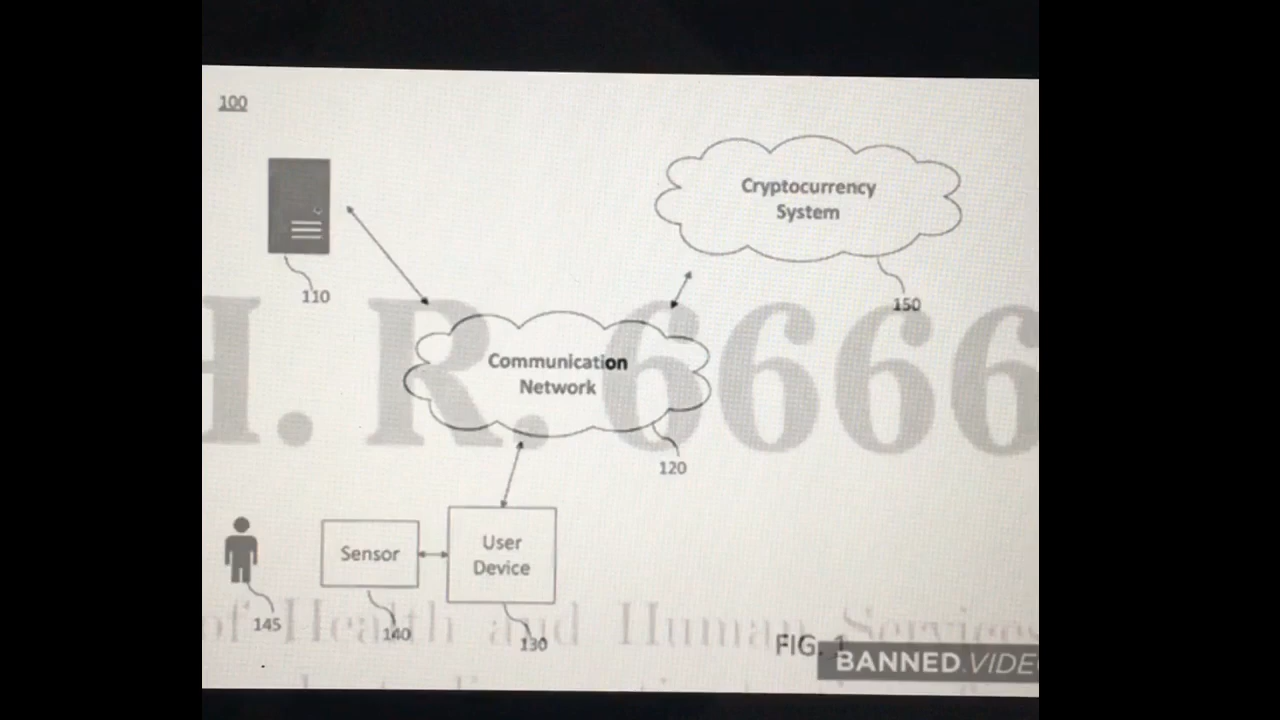 100
Cryptocurrency
System
110
150
H. R. 6666
Communication
Network
120
Sensor
User
Device
145
140
130
of Health and Human Services
FIG. 1
BANNED.VIDE